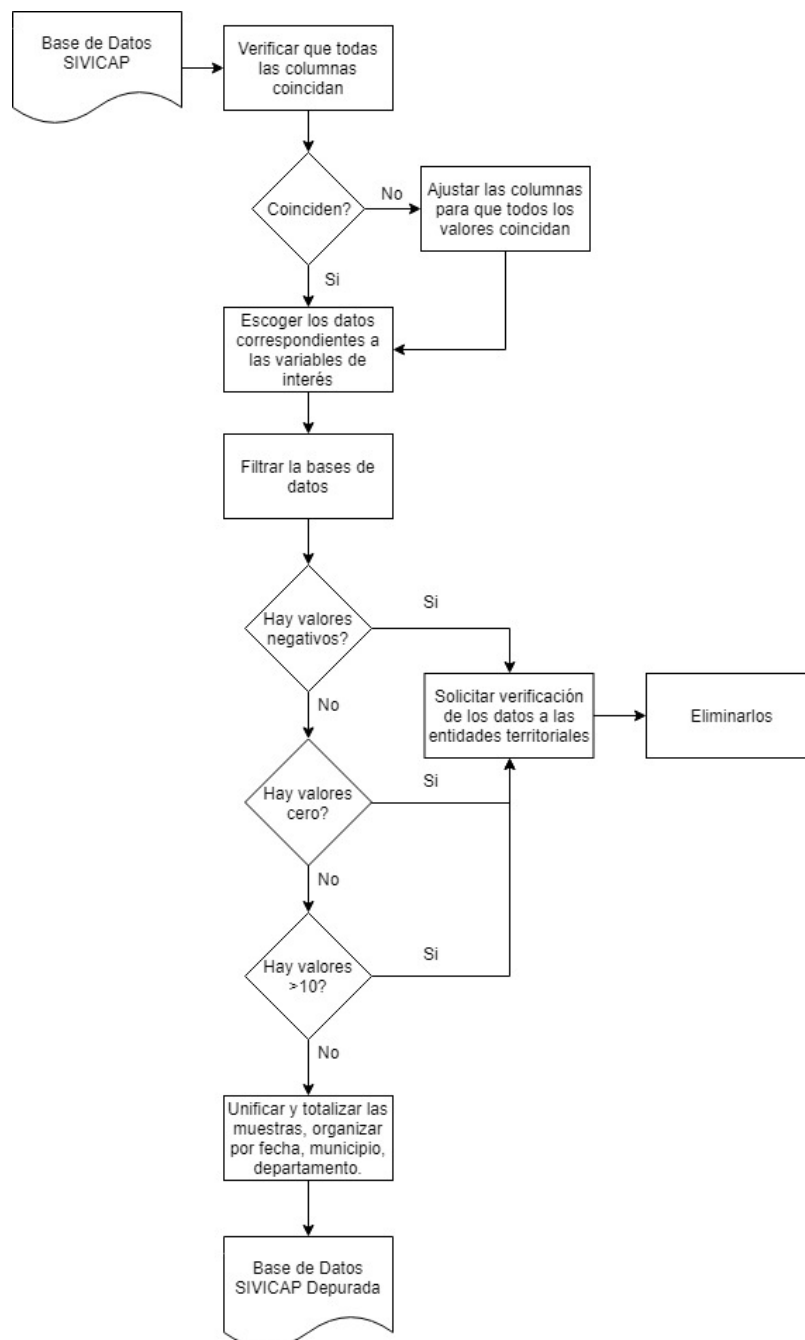 Base de Datos
SIVICAP
Verificar que todas
las columnas
coincidan
Coinciden?
No
Ajustar las columnas
para que todos los
valores coincidan
Si
Escoger los datos
correspondientes a
las variables de
interés
Filtrar la bases de
datos
Hay valores
negativos?
Si
No
Solicitar verificación
de los datos a las
entidades territoriales
Eliminarlos
Hay valores
cero?
Si
No
Hay valores
>10?
Si
No
Unificar y totalizar las
muestras, organizar
por fecha, municipio,
departamento.
Base de Datos
SIVICAP Depurada